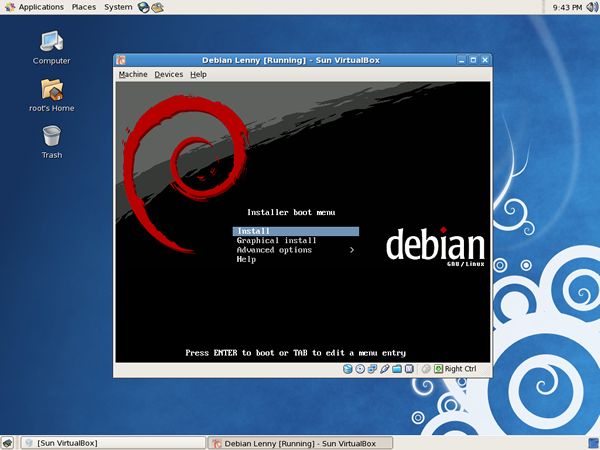 Applications Places System
9:43 PM
Computer
root's Home
Trash
Debian Lenny [Running] - Sun VirtualBox
Machine Devices Help
Installer boot menu
Install
Graphical install
Advanced options >
Help
debian
GNU/Linux
Press ENTER to boot or TAB to edit a menu entry
Right Ctrl
[Sun VirtualBox]
Debian Lenny [Running] - Sun VirtualBox